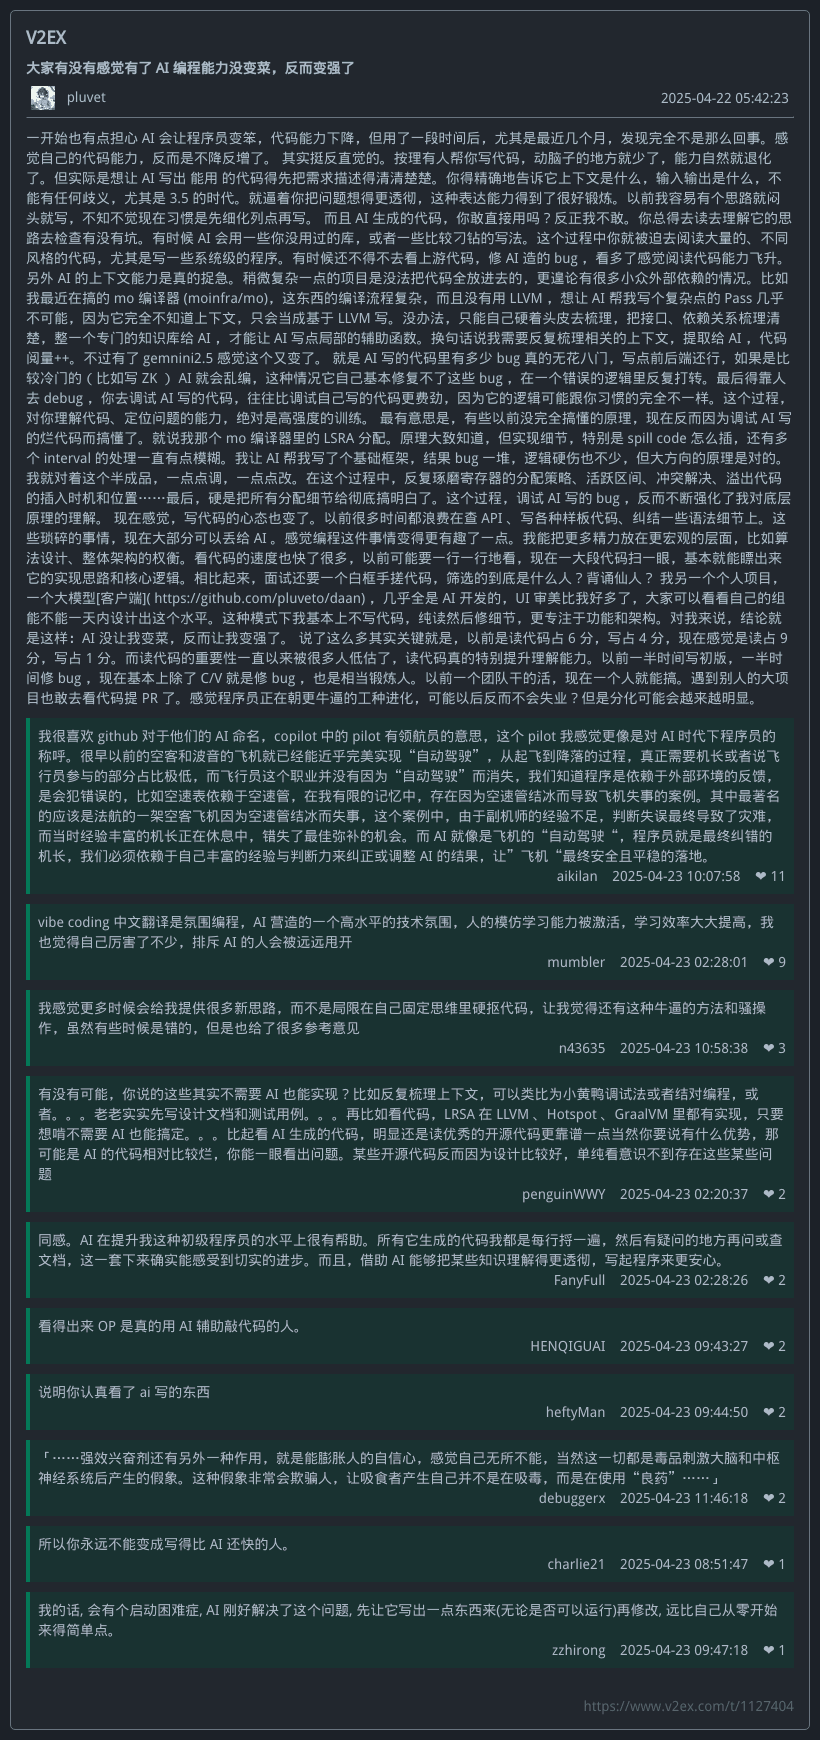 V2EX
大家有没有感觉有了 AI 编程能力没变菜，反而变强了
pluvet 2025-04-22 05:42:23
一开始也有点担心 AI 会让程序员变笨，代码能力下降，但用了一段时间后，尤其是最近几个月，发现完全不是那么回事。感
觉自己的代码能力，反而是不降反增了。 其实挺反直觉的。按理有人帮你写代码，动脑子的地方就少了，能力自然就退化
了。但实际是想让 AI 写出 能用 的代码得先把需求描述得清清楚楚。你得精确地告诉它上下文是什么，输入输出是什么，不
能有任何歧义，尤其是 3.5 的时代。就逼着你把问题想得更透彻，这种表达能力得到了很好锻炼。以前我容易有个思路就闷
头就写，不知不觉现在习惯是先细化列点再写。 而且 AI 生成的代码，你敢直接用吗？反正我不敢。你总得去读去理解它的思
路去检查有没有坑。有时候 AI 会用一些你没用过的库，或者一些比较刁钻的写法。这个过程中你就被迫去阅读大量的、不同
风格的代码，尤其是写一些系统级的程序。有时候还不得不去看上游代码，修 AI 造的 bug ，看多了感觉阅读代码能力飞升。
另外 AI 的上下文能力是真的捉急。稍微复杂一点的项目是没法把代码全放进去的，更遑论有很多小众外部依赖的情况。比如
我最近在搞的 mo 编译器 (moinfra/mo)，这东西的编译流程复杂，而且没有用 LLVM ，想让 AI 帮我写个复杂点的 Pass 几乎
不可能，因为它完全不知道上下文，只会当成基于 LLVM 写。没办法，只能自己硬着头皮去梳理，把接口、依赖关系梳理清
楚，整一个专门的知识库给 AI ，才能让 AI 写点局部的辅助函数。换句话说我需要反复梳理相关的上下文，提取给 AI ，代码
阅量++。不过有了 gemnini2.5 感觉这个又变了。 就是 AI 写的代码里有多少 bug 真的无花八门，写点前后端还行，如果是比
较冷门的（ 比如写 ZK ） AI 就会乱编，这种情况它自己基本修复不了这些 bug ，在一个错误的逻辑里反复打转。最后得靠人
去 debug ，你去调试 AI 写的代码，往往比调试自己写的代码更费劲，因为它的逻辑可能跟你习惯的完全不一样。这个过程，
对你理解代码、定位问题的能力，绝对是高强度的训练。 最有意思是，有些以前没完全搞懂的原理，现在反而因为调试 AI 写
的烂代码而搞懂了。就说我那个 mo 编译器里的 LSRA 分配。原理大致知道，但实现细节，特别是 spill code 怎么插，还有多
个 interval 的处理一直有点模糊。我让 AI 帮我写了个基础框架，结果 bug 一堆，逻辑硬伤也不少，但大方向的原理是对的。
我就对着这个半成品，一点点调，一点点改。在这个过程中，反复琢磨寄存器的分配策略、活跃区间、冲突解决、溢出代码
的插入时机和位置……最后，硬是把所有分配细节给彻底搞明白了。这个过程，调试 AI 写的 bug ，反而不断强化了我对底层
原理的理解。 现在感觉，写代码的心态也变了。以前很多时间都浪费在查 API 、写各种样板代码、纠结一些语法细节上。这
些琐碎的事情，现在大部分可以丢给 AI 。感觉编程这件事情变得更有趣了一点。我能把更多精力放在更宏观的层面，比如算
法设计、整体架构的权衡。看代码的速度也快了很多，以前可能要一行一行地看，现在一大段代码扫一眼，基本就能瞟出来
它的实现思路和核心逻辑。相比起来，面试还要一个白框手搓代码，筛选的到底是什么人？背诵仙人？ 我另一个个人项目，
一个大模型[客户端]( https://github.com/pluveto/daan) ，几乎全是 AI 开发的，UI 审美比我好多了，大家可以看看自己的组
能不能一天内设计出这个水平。这种模式下我基本上不写代码，纯读然后修细节，更专注于功能和架构。对我来说，结论就
是这样：AI 没让我变菜，反而让我变强了。 说了这么多其实关键就是，以前是读代码占 6 分，写占 4 分，现在感觉是读占 9
分，写占 1 分。而读代码的重要性一直以来被很多人低估了，读代码真的特别提升理解能力。以前一半时间写初版，一半时
间修 bug ，现在基本上除了 C/V 就是修 bug ，也是相当锻炼人。以前一个团队干的活，现在一个人就能搞。遇到别人的大项
目也敢去看代码提 PR 了。感觉程序员正在朝更牛逼的工种进化，可能以后反而不会失业？但是分化可能会越来越明显。
我很喜欢 github 对于他们的 AI 命名，copilot 中的 pilot 有领航员的意思，这个 pilot 我感觉更像是对 AI 时代下程序员的
称呼。很早以前的空客和波音的飞机就已经能近乎完美实现“自动驾驶”，从起飞到降落的过程，真正需要机长或者说飞
行员参与的部分占比极低，而飞行员这个职业并没有因为“自动驾驶”而消失，我们知道程序是依赖于外部环境的反馈，
是会犯错误的，比如空速表依赖于空速管，在我有限的记忆中，存在因为空速管结冰而导致飞机失事的案例。其中最著名
的应该是法航的一架空客飞机因为空速管结冰而失事，这个案例中，由于副机师的经验不足，判断失误最终导致了灾难，
而当时经验丰富的机长正在休息中，错失了最佳弥补的机会。而 AI 就像是飞机的“自动驾驶“，程序员就是最终纠错的
机长，我们必须依赖于自己丰富的经验与判断力来纠正或调整 AI 的结果，让”飞机“最终安全且平稳的落地。
aikilan 2025-04-23 10:07:58 ❤ 11
vibe coding 中文翻译是氛围编程，AI 营造的一个高水平的技术氛围，人的模仿学习能力被激活，学习效率大大提高，我
也觉得自己厉害了不少，排斥 AI 的人会被远远甩开
mumbler 2025-04-23 02:28:01 ❤ 9
我感觉更多时候会给我提供很多新思路，而不是局限在自己固定思维里硬抠代码，让我觉得还有这种牛逼的方法和骚操
作，虽然有些时候是错的，但是也给了很多参考意见
n43635 2025-04-23 10:58:38 ❤ 3
有没有可能，你说的这些其实不需要 AI 也能实现？比如反复梳理上下文，可以类比为小黄鸭调试法或者结对编程，或
者。。。老老实实先写设计文档和测试用例。。。再比如看代码，LRSA 在 LLVM 、Hotspot 、GraalVM 里都有实现，只要
想啃不需要 AI 也能搞定。。。比起看 AI 生成的代码，明显还是读优秀的开源代码更靠谱一点当然你要说有什么优势，那
可能是 AI 的代码相对比较烂，你能一眼看出问题。某些开源代码反而因为设计比较好，单纯看意识不到存在这些某些问
题
penguinWWY 2025-04-23 02:20:37 ❤ 2
同感。AI 在提升我这种初级程序员的水平上很有帮助。所有它生成的代码我都是每行捋一遍，然后有疑问的地方再问或查
文档，这一套下来确实能感受到切实的进步。而且，借助 AI 能够把某些知识理解得更透彻，写起程序来更安心。
FanyFull 2025-04-23 02:28:26 ❤ 2
看得出来 OP 是真的用 AI 辅助敲代码的人。
HENQIGUAI 2025-04-23 09:43:27 ❤ 2
说明你认真看了 ai 写的东西
heftyMan 2025-04-23 09:44:50 ❤ 2
「……强效兴奋剂还有另外一种作用，就是能膨胀人的自信心，感觉自己无所不能，当然这一切都是毒品刺激大脑和中枢
神经系统后产生的假象。这种假象非常会欺骗人，让吸食者产生自己并不是在吸毒，而是在使用“良药”……」
debuggerx 2025-04-23 11:46:18 ❤ 2
所以你永远不能变成写得比 AI 还快的人。
charlie21 2025-04-23 08:51:47 ❤ 1
我的话, 会有个启动困难症, AI 刚好解决了这个问题, 先让它写出一点东西来(无论是否可以运行)再修改, 远比自己从零开始
来得简单点。
zzhirong 2025-04-23 09:47:18 ❤ 1
https://www.v2ex.com/t/1127404